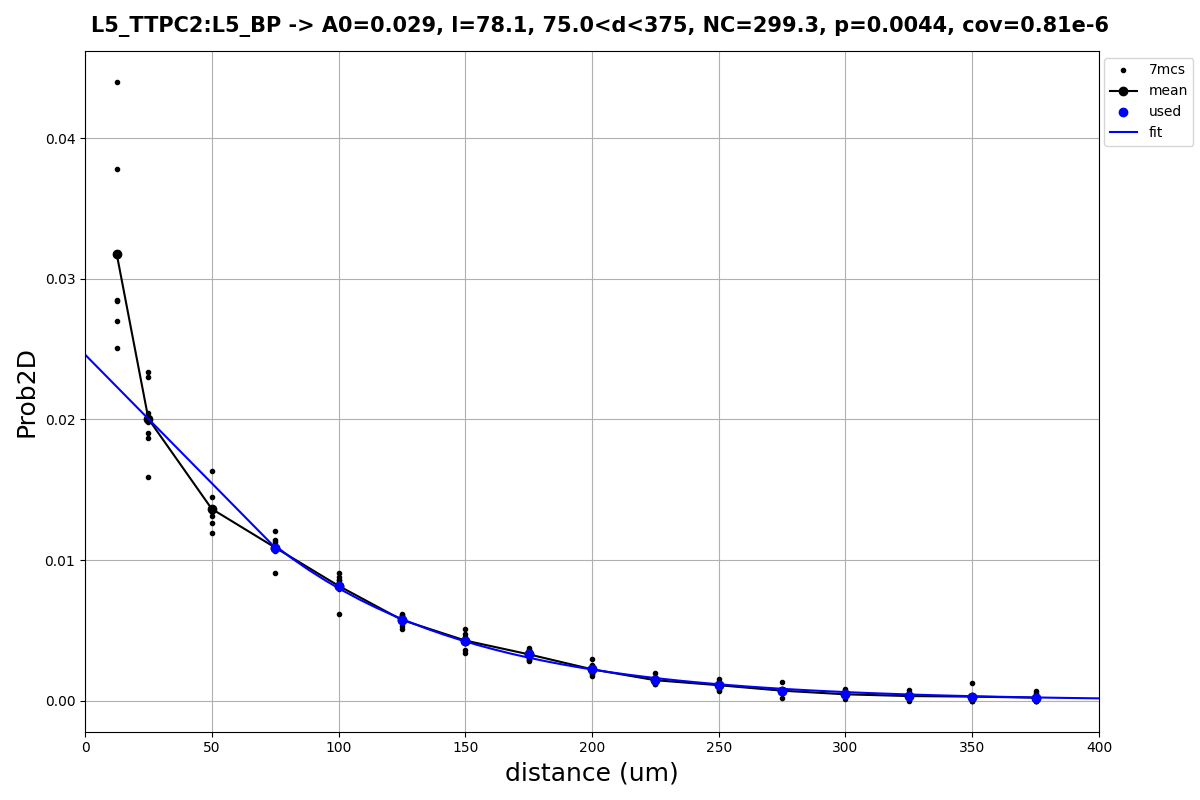 L5_TTPC2:L5_BP -> A0=0.029, l=78.1, 75.0<d<375, NC=299.3, p=0.0044, cov=0.81e-6
7mcs
mean
used
fit
Prob2D
0.04
0.03
0.02
0.01
0.00
0 50 100 150 200 250 300 350 400
distance (um)